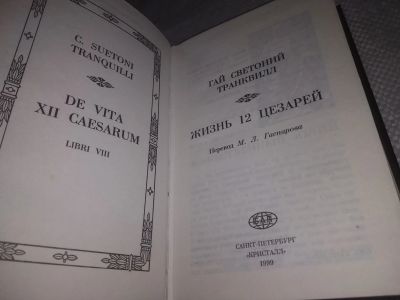 C. SUETONI
TRANQUILLI
DE VITA
XII CAESARUM
LIBRI VIII
ГАЙ СВЕТОНИЙ
ТРАНКВИЛЛ
ЖИЗНЬ 12 ЦЕЗАРЕЙ
Перевод М. Л. Гаспарова
САНКТ-ПЕТЕРБУРГ
«КРИСТАЛЛ»
1999